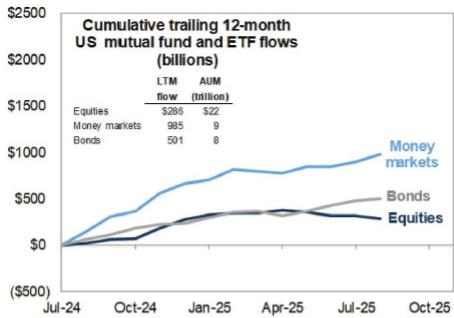 $2500
Cumulative trailing 12-month
US mutual fund and ETF flows
(billions)
$2000
LTM AUM
flow (trillion)
Equities $286 $22
Money markets 985 9
Bonds 501 8
$1500
$1000
Money
markets
$500
Bonds
Equities
$0
($500)
Jul-24 Oct-24 Jan-25 Apr-25 Jul-25 Oct-25